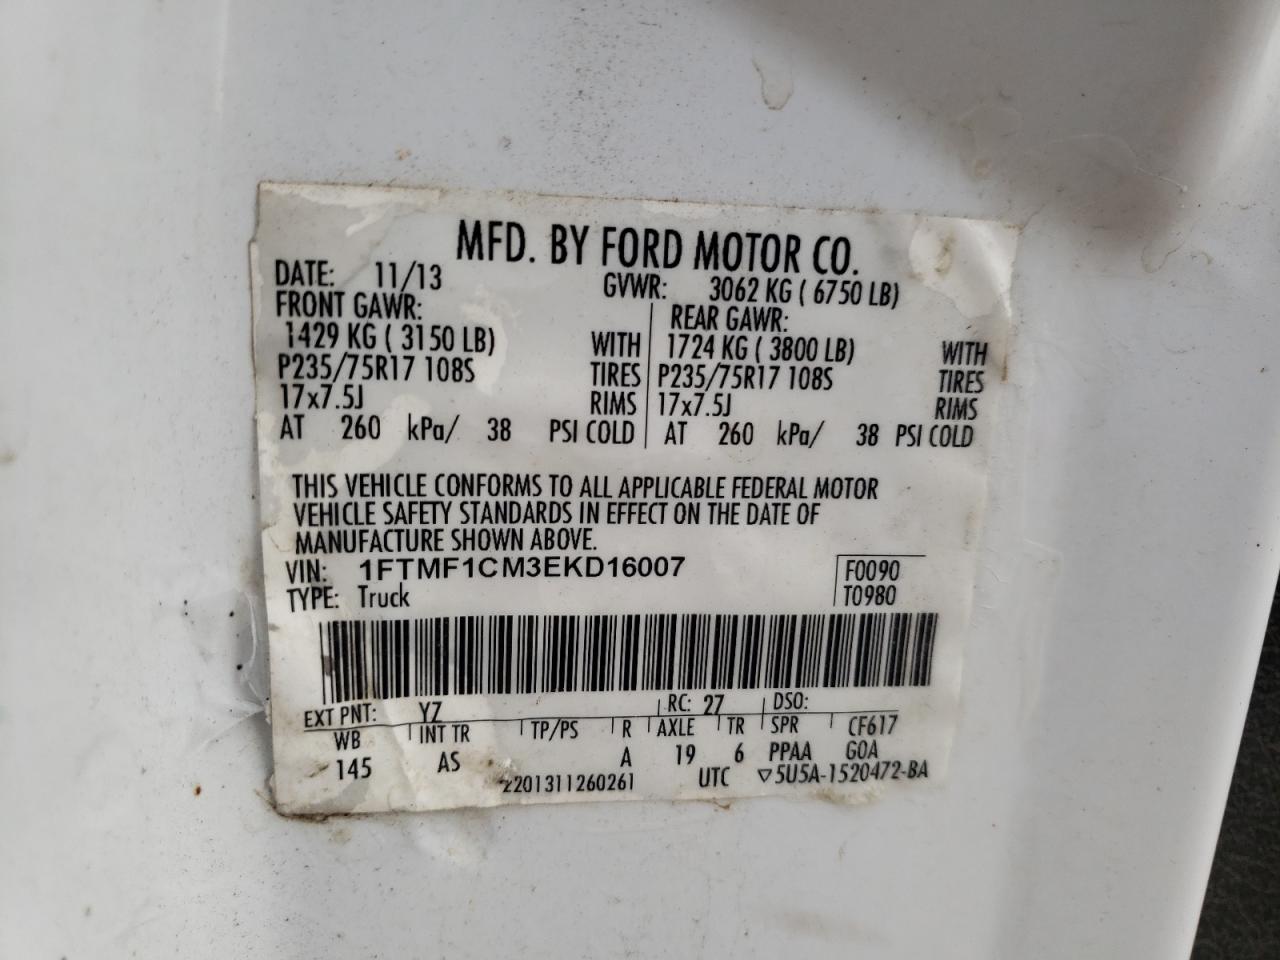 MFD. BY FORD MOTOR CO.
DATE: 11/13 GVWR: 3062 KG ( 6750 LB)
FRONT GAWR: REAR GAWR:
1429 KG ( 3150 LB) WITH 1724 KG ( 3800 LB) WITH
P235/75R17 108S TIRES P235/75R17 108S TIRES
17x7.5J RIMS 17x7.5J RIMS
AT 260 kPa/ 38 PSI COLD AT 260 kPa/ 38 PSI COLD
THIS VEHICLE CONFORMS TO ALL APPLICABLE FEDERAL MOTOR
VEHICLE SAFETY STANDARDS IN EFFECT ON THE DATE OF
MANUFACTURE SHOWN ABOVE.
VIN: 1FTMF1CM3EKD16007 F0090
TYPE: Truck T0980
EXT PNT: YZ RC: 27 DSO:
WB INT TR TP/PS R AXLE TR SPR CF617
145 AS A 19 6 PPAA GOA
2201311260261 UTC ▽5U5A-1520472-BA